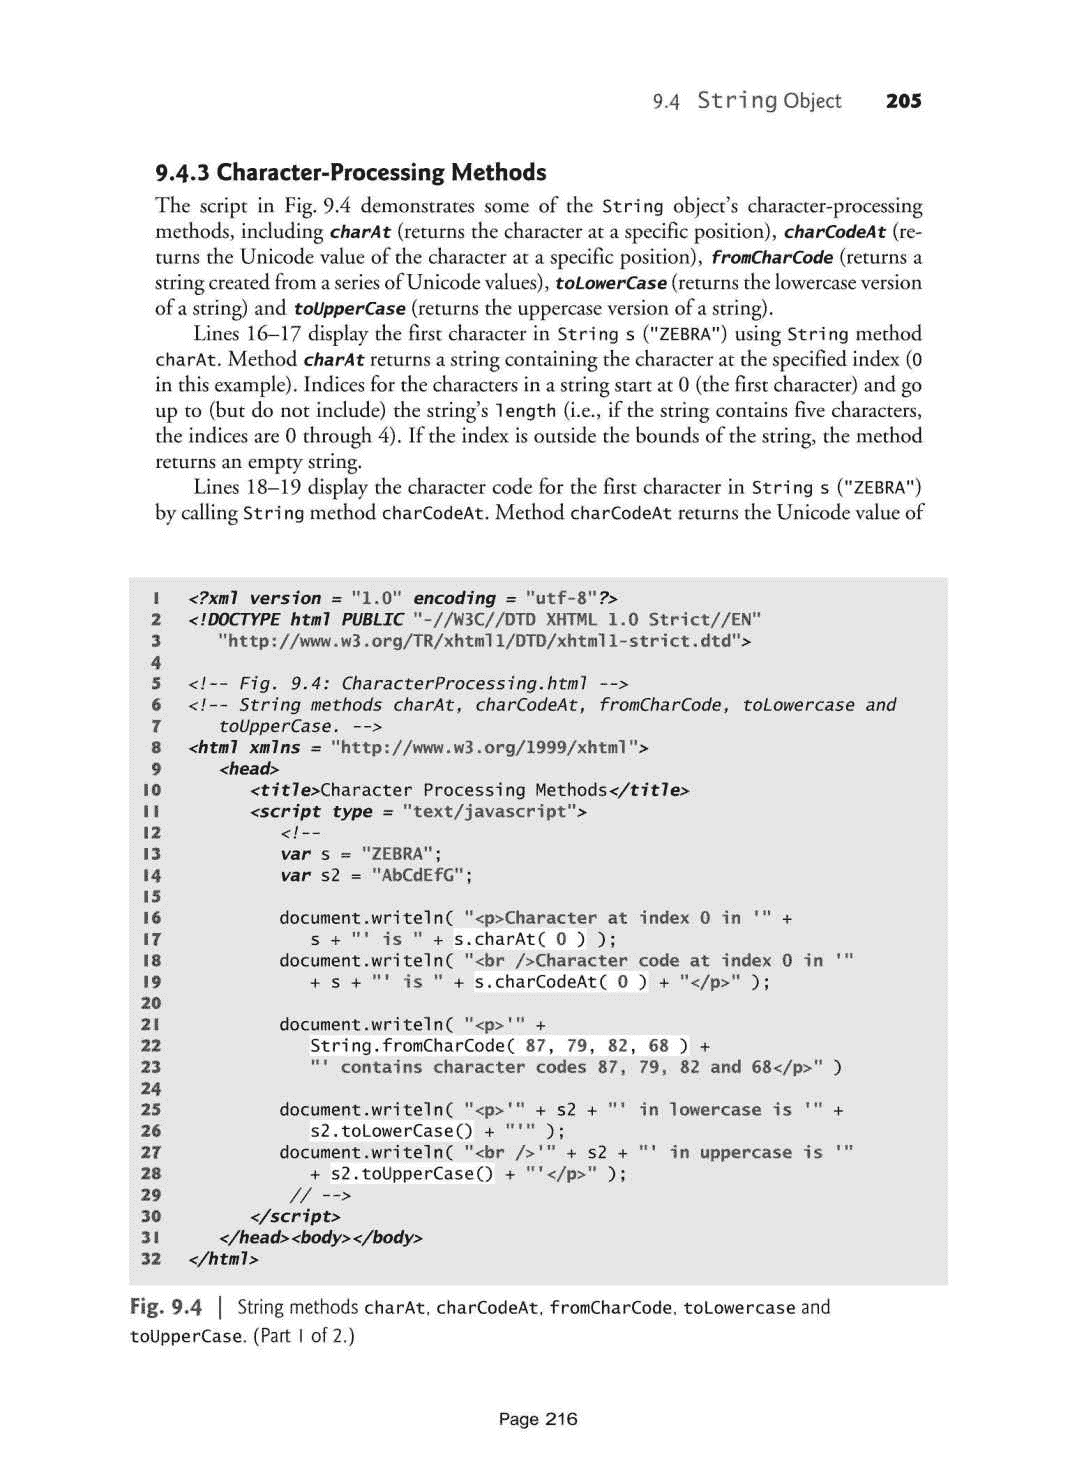 9.4 String Object 205
9.4.3 Character-Processing Methods
The script in Fig. 9.4 demonstrates some of the String object’s character-processing
methods, including charAt (returns the character at a specific position), charCodeAt (re-
turns the Unicode value of the character at a specific position), fromCharCode (returns a
string created from a series of Unicode values), toLowerCase (returns the lowercase version
of a string) and toUpperCase (returns the uppercase version of a string).
Lines 16–17 display the first character in String s ("ZEBRA") using String method
charAt. Method charAt returns a string containing the character at the specified index (0
in this example). Indices for the characters in a string start at 0 (the first character) and go
up to (but do not include) the string’s length (i.e., if the string contains five characters,
the indices are 0 through 4). If the index is outside the bounds of the string, the method
returns an empty string.
Lines 18–19 display the character code for the first character in String s ("ZEBRA")
by calling String method charCodeAt. Method charCodeAt returns the Unicode value of
1 <?xml version = "1.0" encoding = "utf-8"?>
2 <!DOCTYPE html PUBLIC "-//W3C//DTD XHTML 1.0 Strict//EN"
3 "http://www.w3.org/TR/xhtml1/DTD/xhtml1-strict.dtd">
4
5 <!-- Fig. 9.4: CharacterProcessing.html -->
6 <!-- String methods charAt, charCodeAt, fromCharCode, toLowercase and
7 toUpperCase. -->
8 <html xmlns = "http://www.w3.org/1999/xhtml">
9 <head>
10 <title>Character Processing Methods</title>
11 <script type = "text/javascript">
12 <!--
13 var s = "ZEBRA";
14 var s2 = "AbCdEfG";
15
16 document.writeln( "<p>Character at index 0 in '" +
17 s + "' is " + s.charAt( 0 ) );
18 document.writeln( "<br />Character code at index 0 in '"
19 + s + "' is " + s.charCodeAt( 0 ) + "</p>" );
20
21 document.writeln( "<p>'" +
22 String.fromCharCode( 87, 79, 82, 68 ) +
23 "' contains character codes 87, 79, 82 and 68</p>" )
24
25 document.writeln( "<p>'" + s2 + "' in lowercase is '" +
26 s2.toLowerCase() + "'" );
27 document.writeln( "<br />'" + s2 + "' in uppercase is '"
28 + s2.toUpperCase() + "'</p>" );
29 // -->
30 </script>
31 </head><body></body>
32 </html>
Fig. 9.4 | String methods charAt, charCodeAt, fromCharCode, toLowercase and
toUpperCase. (Part 1 of 2.)
Page 216